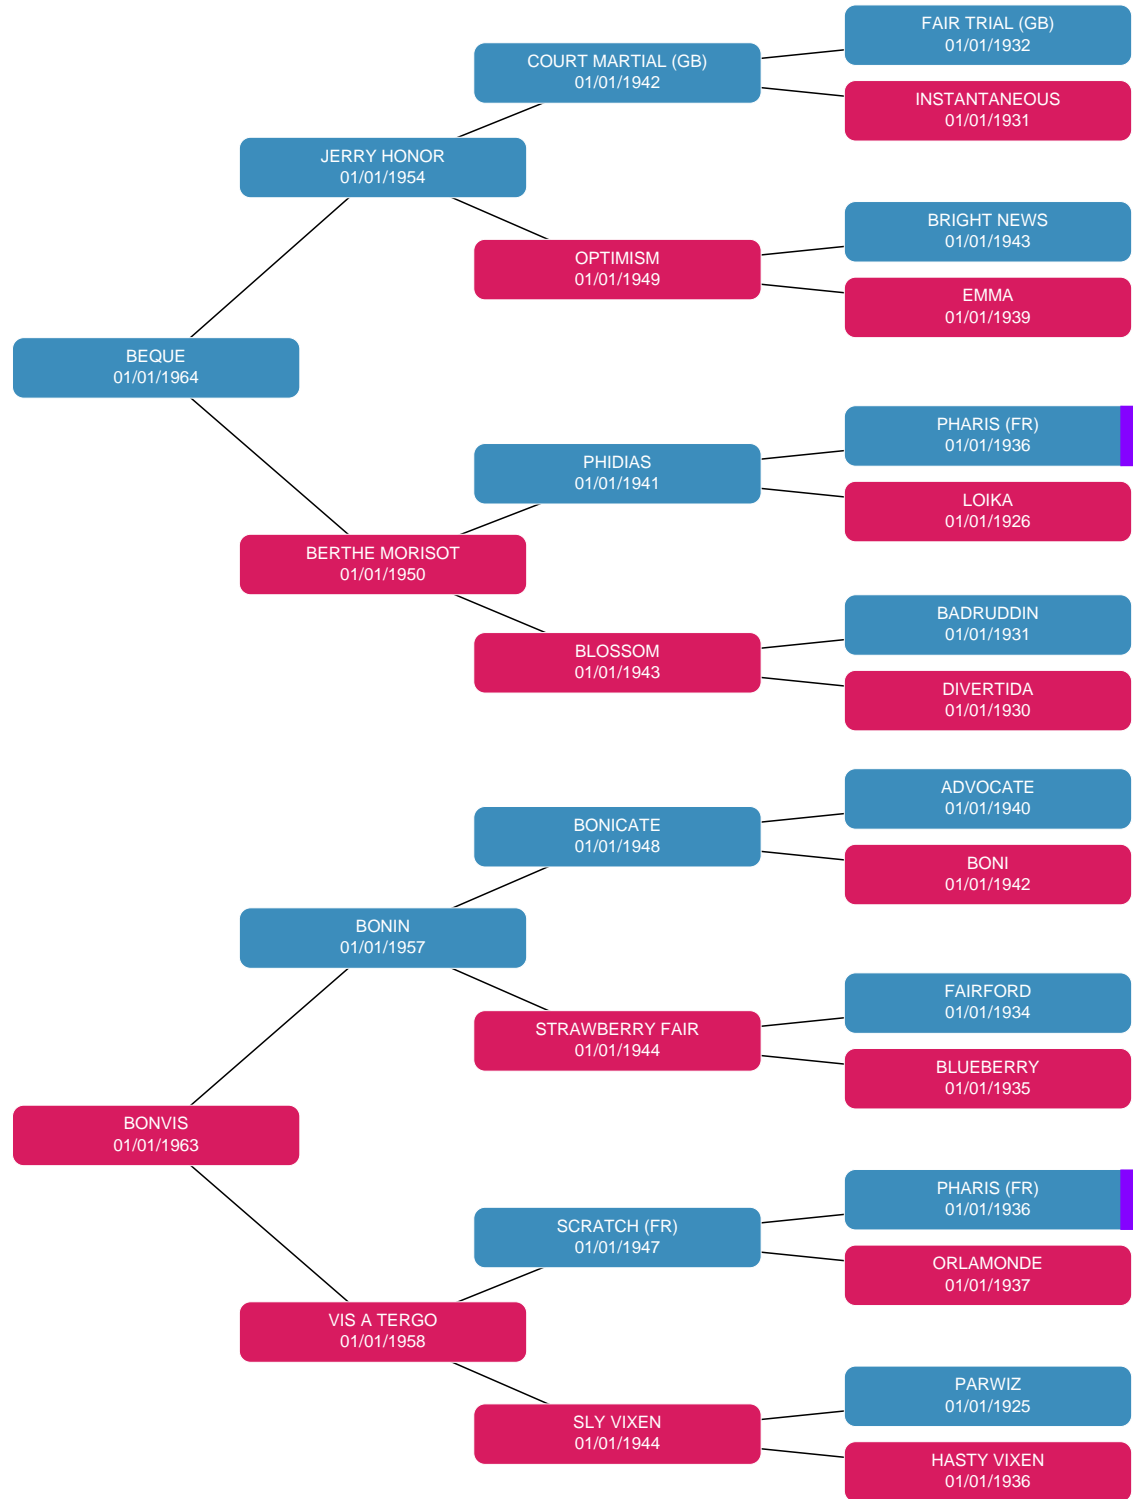 FAIR TRIAL (GB)
01/01/1932
COURT MARTIAL (GB)
01/01/1942
INSTANTANEOUS
01/01/1931
JERRY HONOR
01/01/1954
BRIGHT NEWS
01/01/1943
OPTIMISM
01/01/1949
EMMA
01/01/1939
BEQUE
01/01/1964
PHARIS (FR)
01/01/1936
PHIDIAS
01/01/1941
LOIKA
01/01/1926
BERTHE MORISOT
01/01/1950
BADRUDDIN
01/01/1931
BLOSSOM
01/01/1943
DIVERTIDA
01/01/1930
ADVOCATE
01/01/1940
BONICATE
01/01/1948
BONI
01/01/1942
BONIN
01/01/1957
FAIRFORD
01/01/1934
STRAWBERRY FAIR
01/01/1944
BLUEBERRY
01/01/1935
BONVIS
01/01/1963
PHARIS (FR)
01/01/1936
SCRATCH (FR)
01/01/1947
ORLAMONDE
01/01/1937
VIS A TERGO
01/01/1958
PARWIZ
01/01/1925
SLY VIXEN
01/01/1944
HASTY VIXEN
01/01/1936